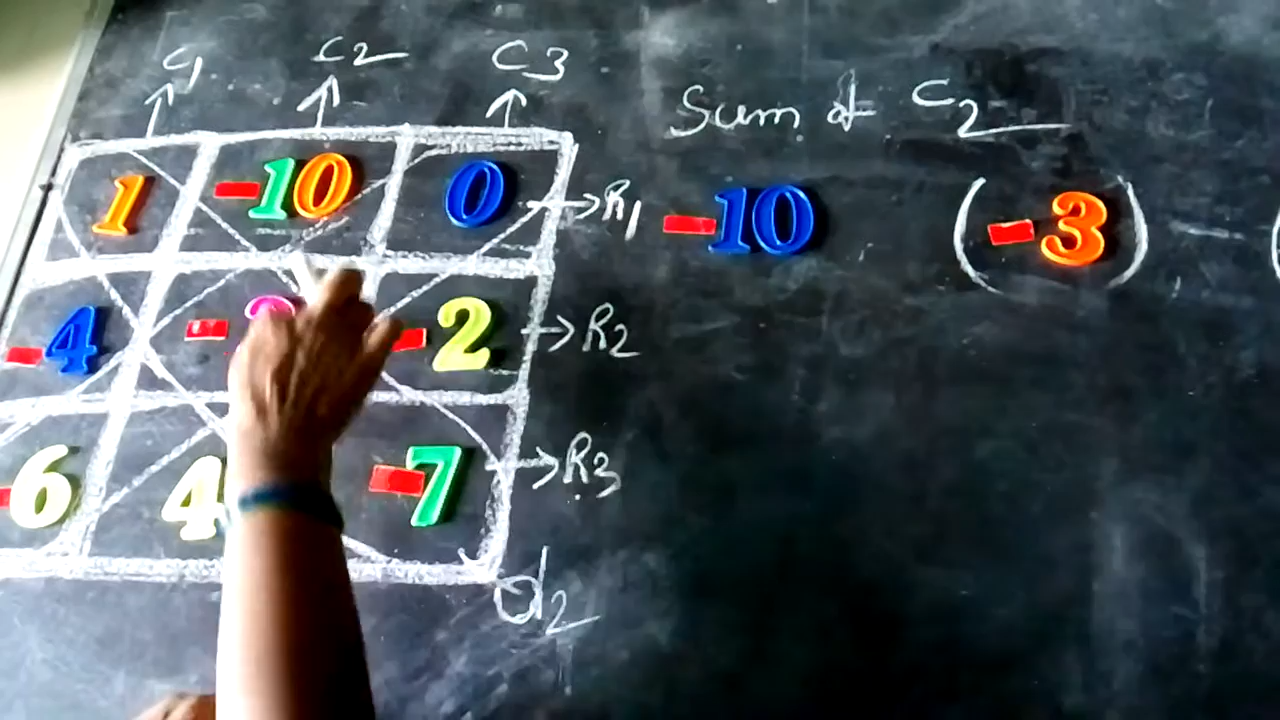 C1 C2 C3
Sum of C2
1 -10 0 R1
-10 (-3)
-4 - -2 R2
-6 4 -7 R3
d2